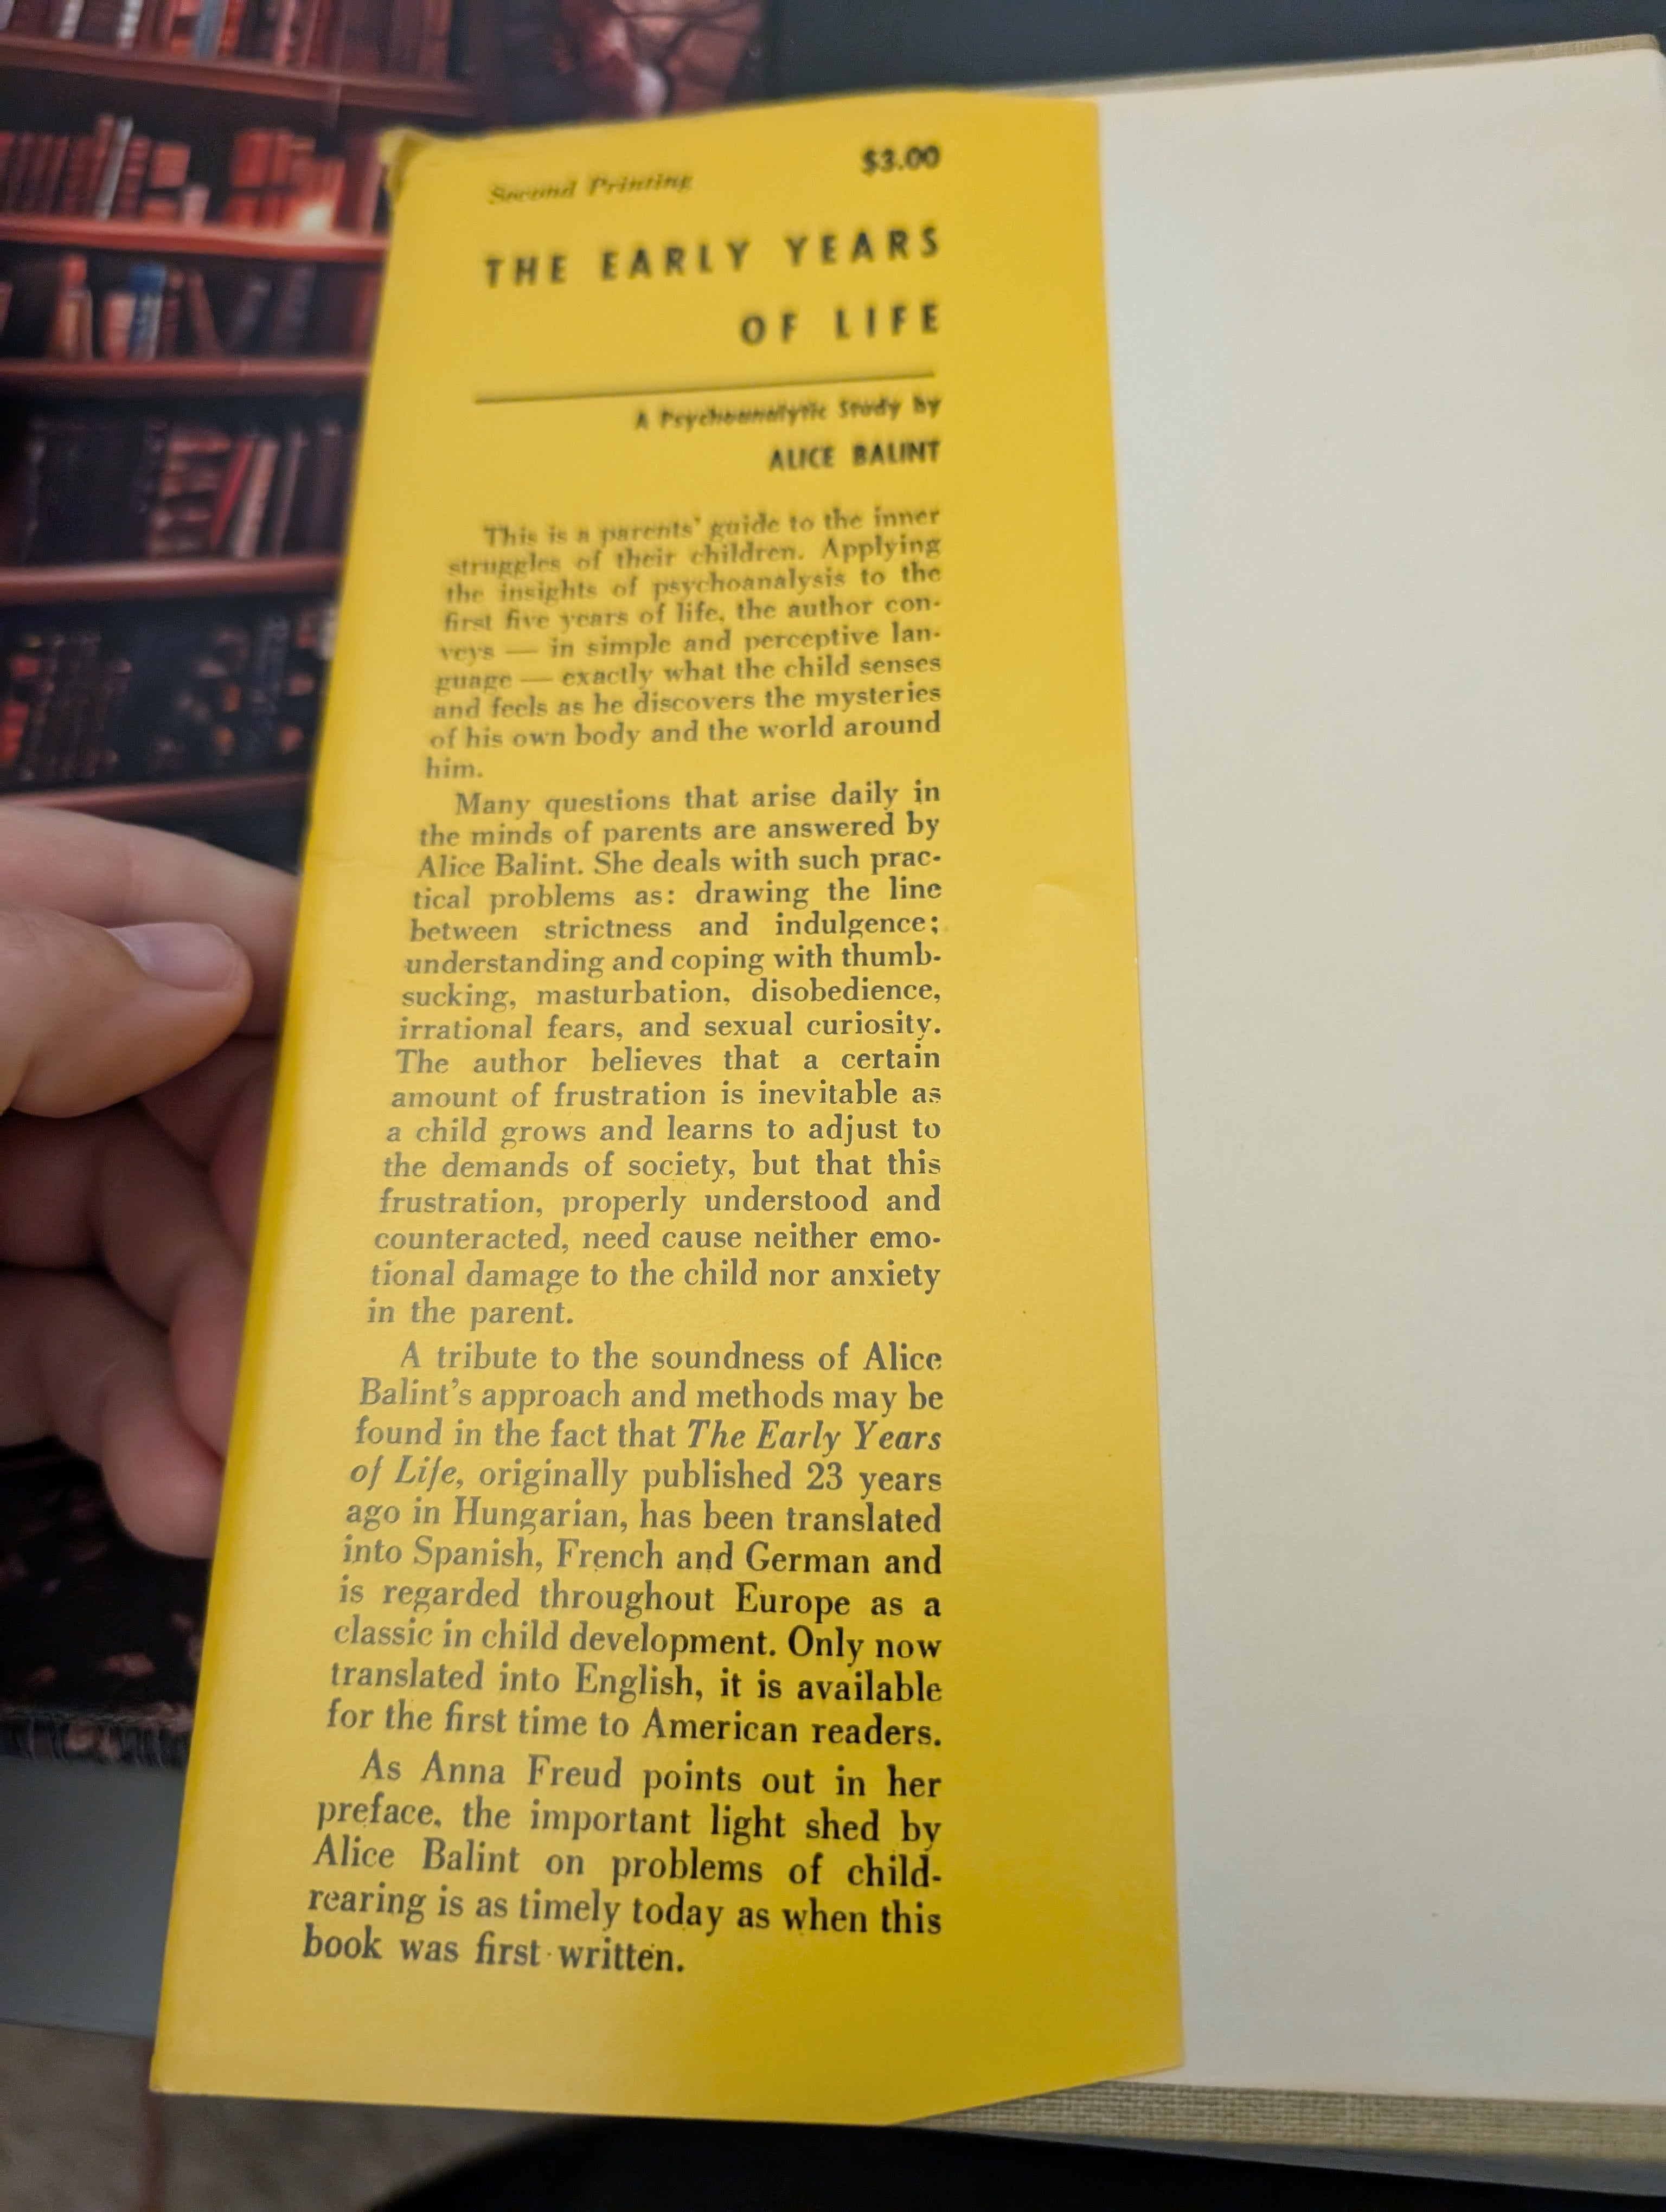 Second Printing $3.00
THE EARLY YEARS
OF LIFE
A Psychoanalytic Study by
ALICE BALINT
This is a parents' guide to the inner
struggles of their children. Applying
the insights of psychoanalysis to the
first five years of life, the author con-
veys — in simple and perceptive lan-
guage — exactly what the child senses
and feels as he discovers the mysteries
of his own body and the world around
him.
Many questions that arise daily in
the minds of parents are answered by
Alice Balint. She deals with such prac-
tical problems as: drawing the line
between strictness and indulgence;
understanding and coping with thumb-
sucking, masturbation, disobedience,
irrational fears, and sexual curiosity.
The author believes that a certain
amount of frustration is inevitable as
a child grows and learns to adjust to
the demands of society, but that this
frustration, properly understood and
counteracted, need cause neither emo-
tional damage to the child nor anxiety
in the parent.
A tribute to the soundness of Alice
Balint's approach and methods may be
found in the fact that The Early Years
of Life, originally published 23 years
ago in Hungarian, has been translated
into Spanish, French and German and
is regarded throughout Europe as a
classic in child development. Only now
translated into English, it is available
for the first time to American readers.
As Anna Freud points out in her
preface, the important light shed by
Alice Balint on problems of child-
rearing is as timely today as when this
book was first written.